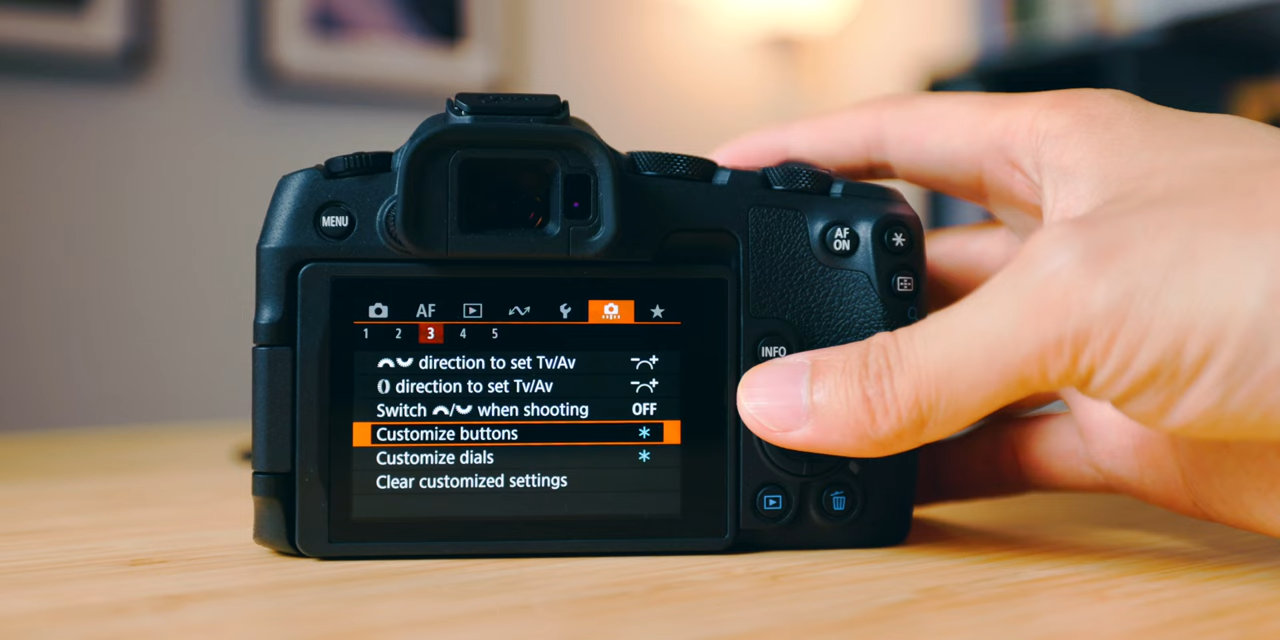 MENU
AF
ON
AF
1 2 3 4 5
direction to set Tv/Av
direction to set Tv/Av
Switch / when shooting OFF
Customize buttons *
Customize dials *
Clear customized settings
INFO